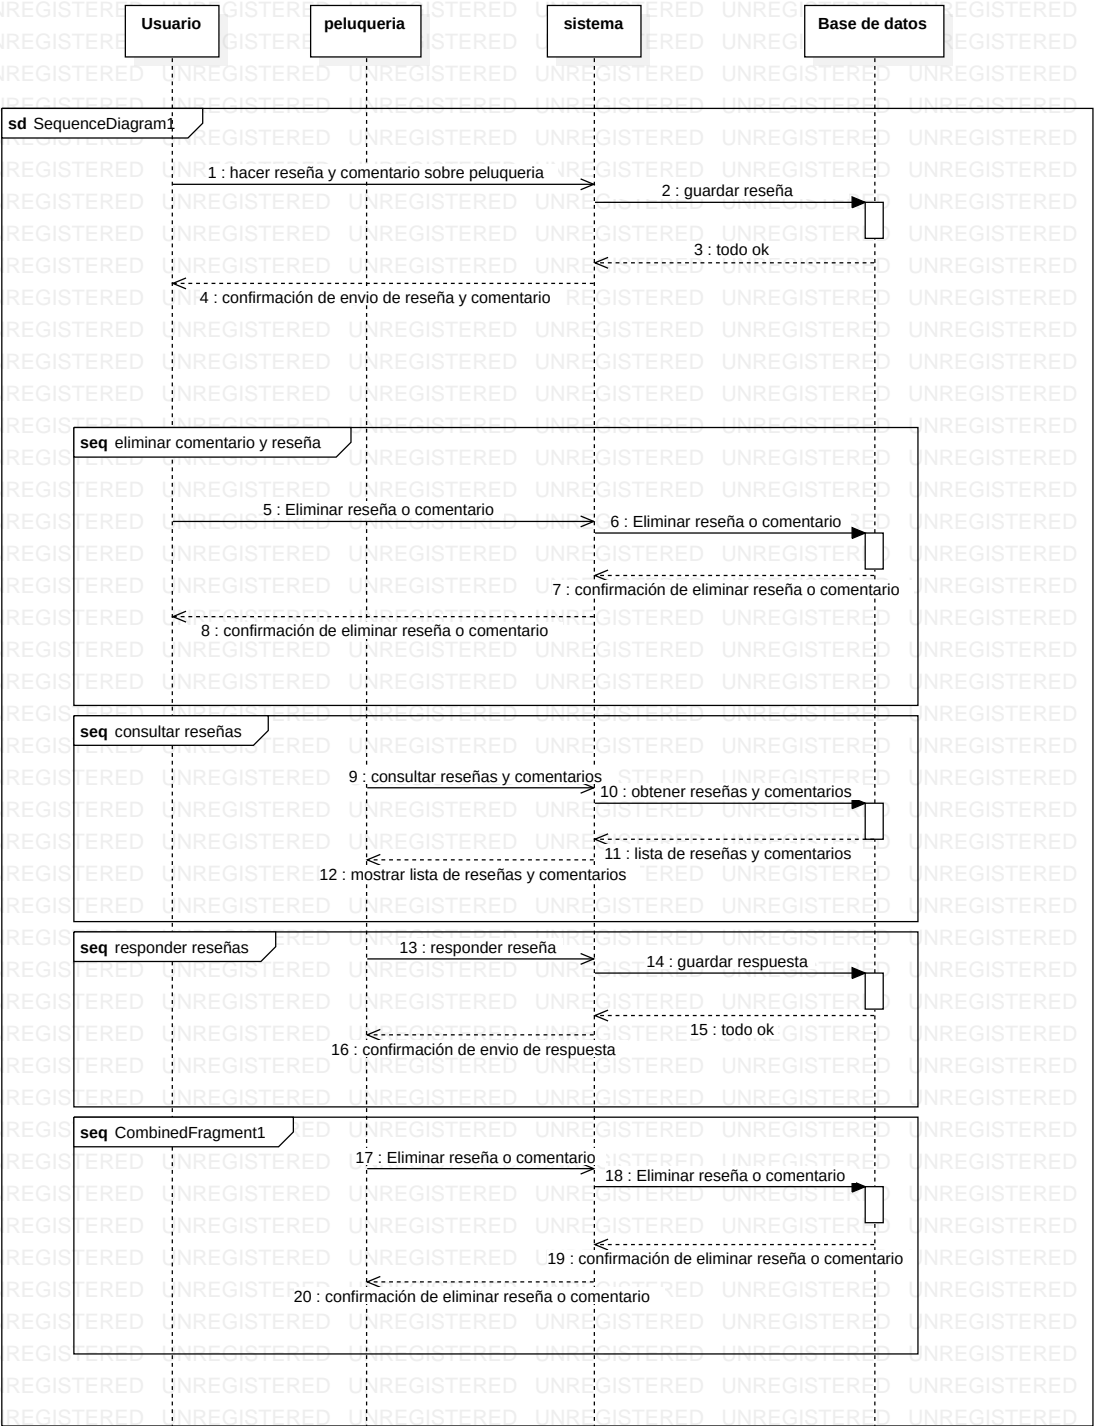 Usuario
peluqueria
sistema
Base de datos
sd SequenceDiagram1
1 : hacer reseña y comentario sobre peluqueria
2 : guardar reseña
3 : todo ok
4 : confirmación de envio de reseña y comentario
seq eliminar comentario y reseña
5 : Eliminar reseña o comentario
6 : Eliminar reseña o comentario
7 : confirmación de eliminar reseña o comentario
8 : confirmación de eliminar reseña o comentario
seq consultar reseñas
9 : consultar reseñas y comentarios
10 : obtener reseñas y comentarios
11 : lista de reseñas y comentarios
12 : mostrar lista de reseñas y comentarios
seq responder reseñas
13 : responder reseña
14 : guardar respuesta
15 : todo ok
16 : confirmación de envio de respuesta
seq CombinedFragment1
17 : Eliminar reseña o comentario
18 : Eliminar reseña o comentario
19 : confirmación de eliminar reseña o comentario
20 : confirmación de eliminar reseña o comentario
UNREGISTERED